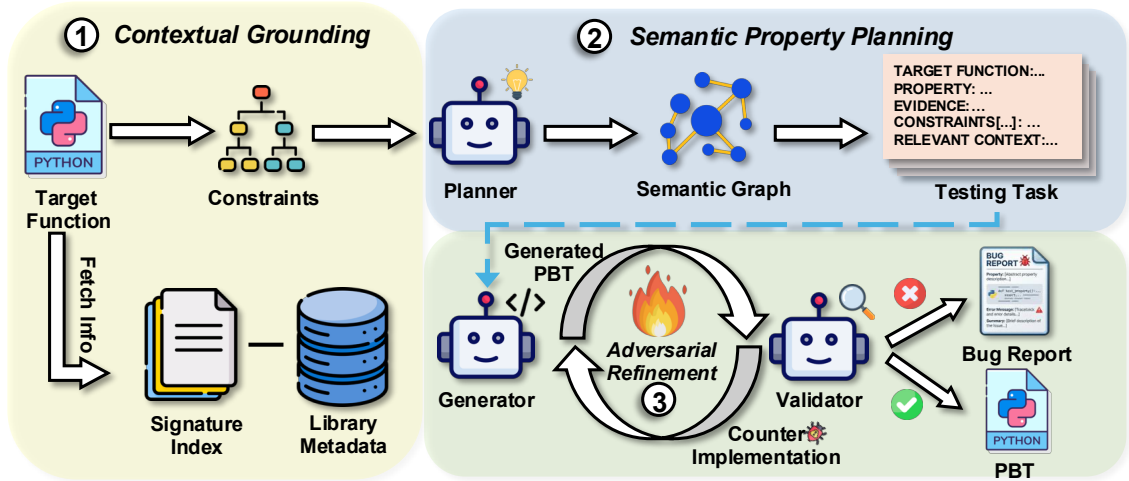 1 Contextual Grounding
PYTHON
Target
Function
Constraints
Fetch Info
Signature
Index
Library
Metadata
2 Semantic Property Planning
Planner
Semantic Graph
TARGET FUNCTION:...
PROPERTY: ...
EVIDENCE: ...
CONSTRAINTS[...]: ...
RELEVANT CONTEXT:...
Testing Task
Generated
PBT
</>
Generator
Adversarial
Refinement
3
Validator
Counter
Implementation
BUG
REPORT
Bug Report
PYTHON
PBT